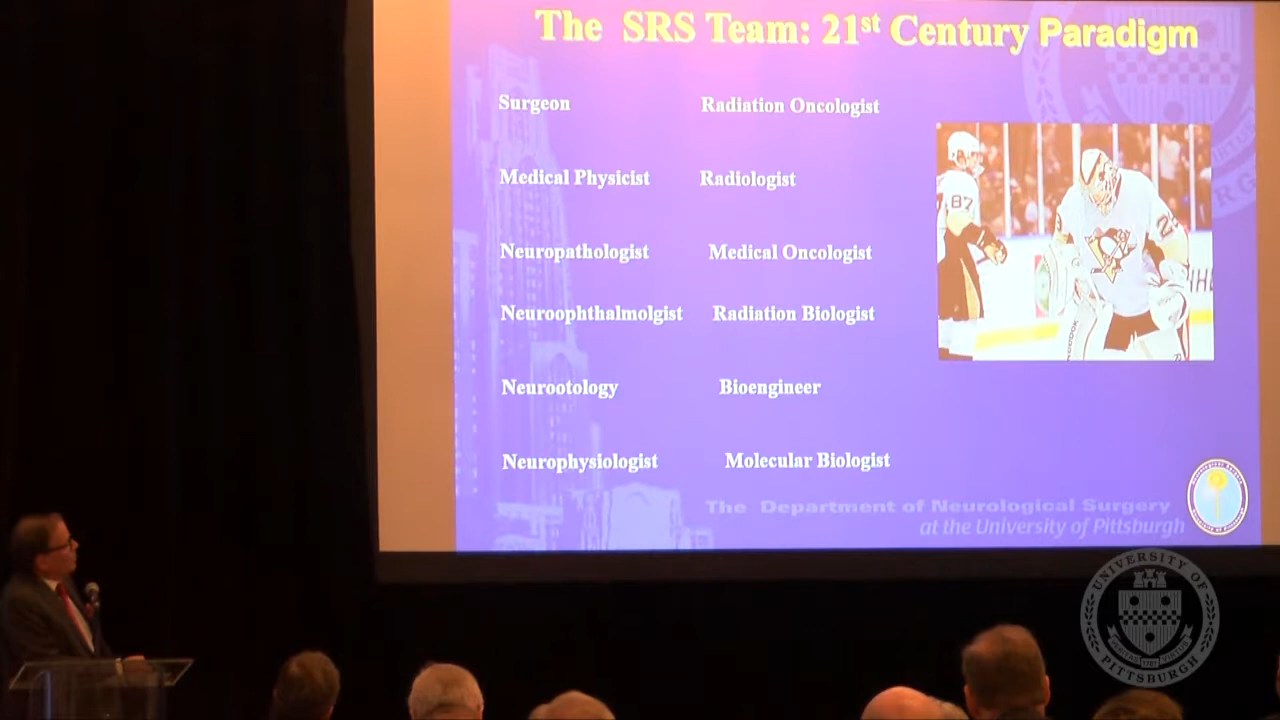 The SRS Team: 21st Century Paradigm
Surgeon
Radiation Oncologist
Medical Physicist
Radiologist
Neuropathologist
Medical Oncologist
Neuroophthalmolgist
Radiation Biologist
Neurootology
Bioengineer
Neurophysiologist
Molecular Biologist
87
The Department of Neurological Surgery
at the University of Pittsburgh
UNIVERSITY OF
PITTSBURGH